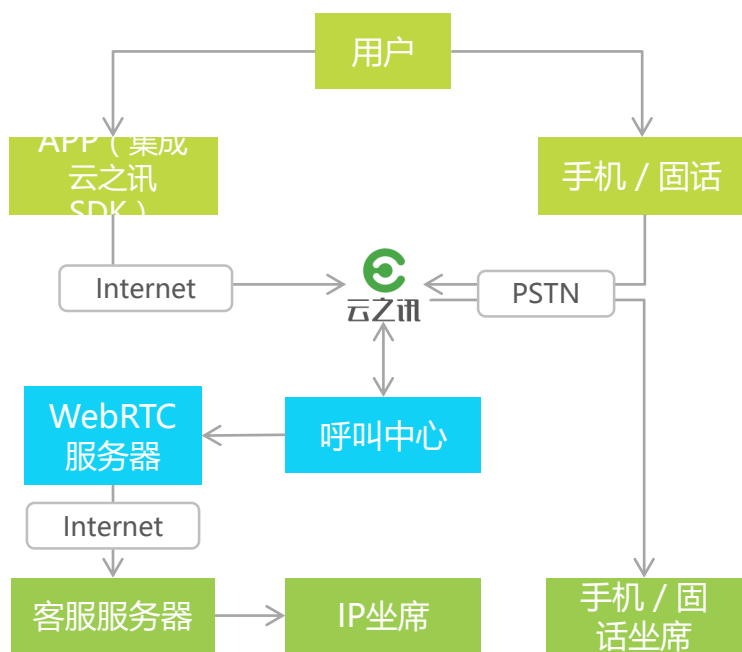 用户
APP（集成
云之讯
SDK）
手机 / 固话
Internet
云之讯
PSTN
WebRTC
服务器
呼叫中心
Internet
客服服务器
IP坐席
手机 / 固
话坐席